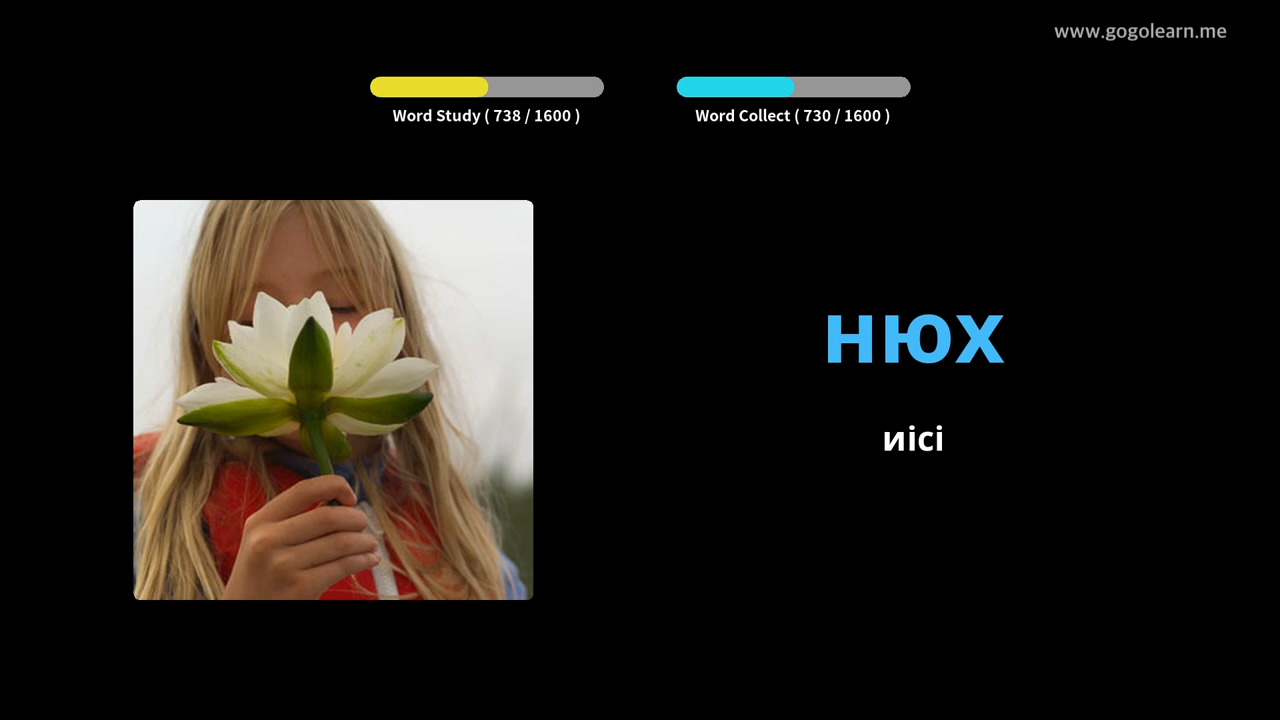 www.gogolearn.me
Word Study ( 738 / 1600 )
Word Collect ( 730 / 1600 )
нюх
иісі